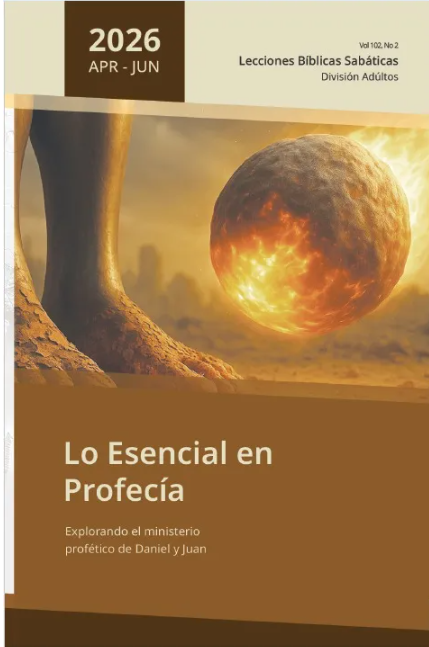 2026
APR - JUN
Vol 102, No 2
Lecciones Bíblicas Sabáticas
División Adúltos
Lo Esencial en
Profecía
Explorando el ministerio
profético de Daniel y Juan